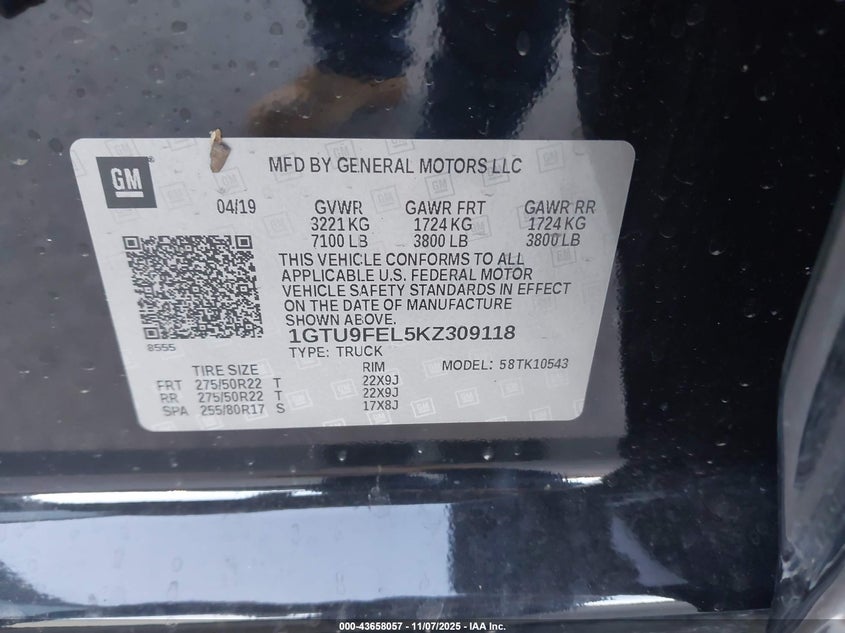 GM
MFD BY GENERAL MOTORS LLC
04/19
GVWR GAWR FRT GAWR RR
3221 KG 1724 KG 1724 KG
7100 LB 3800 LB 3800 LB
THIS VEHICLE CONFORMS TO ALL
APPLICABLE U.S. FEDERAL MOTOR
VEHICLE SAFETY STANDARDS IN EFFECT
ON THE DATE OF MANUFACTURE
SHOWN ABOVE.
8555
1GTU9FEL5KZ309118
TYPE: TRUCK
MODEL: 58TK10543
TIRE SIZE RIM
FRT 275/50R22 T 22X9J
RR 275/50R22 T 22X9J
SPA 255/80R17 S 17X8J
000-43658057 - 11/07/2025 - IAA Inc.